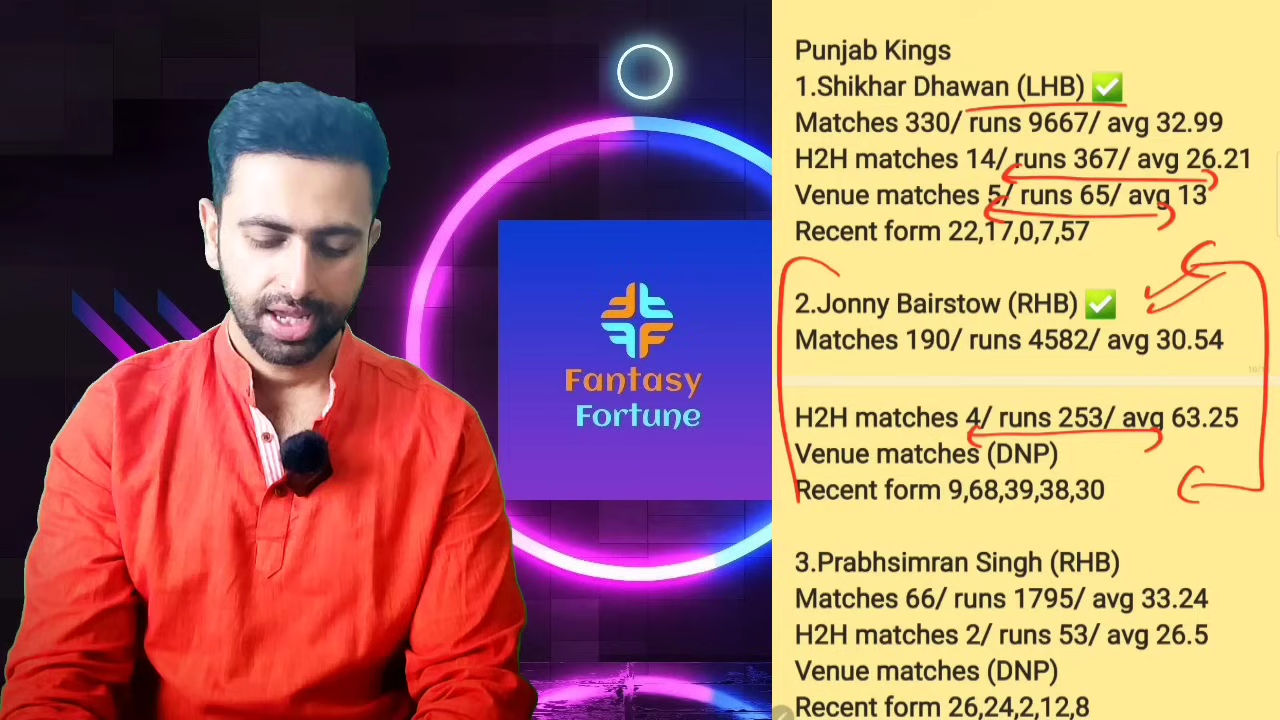 Fantasy
Fortune
Punjab Kings
1.Shikhar Dhawan (LHB) ✅
Matches 330/ runs 9667/ avg 32.99
H2H matches 14/ runs 367/ avg 26.21
Venue matches 5/ runs 65/ avg 13
Recent form 22,17,0,7,57
2.Jonny Bairstow (RHB) ✅
Matches 190/ runs 4582/ avg 30.54
H2H matches 4/ runs 253/ avg 63.25
Venue matches (DNP)
Recent form 9,68,39,38,30
3.Prabhsimran Singh (RHB)
Matches 66/ runs 1795/ avg 33.24
H2H matches 2/ runs 53/ avg 26.5
Venue matches (DNP)
Recent form 26,24,2,12,8